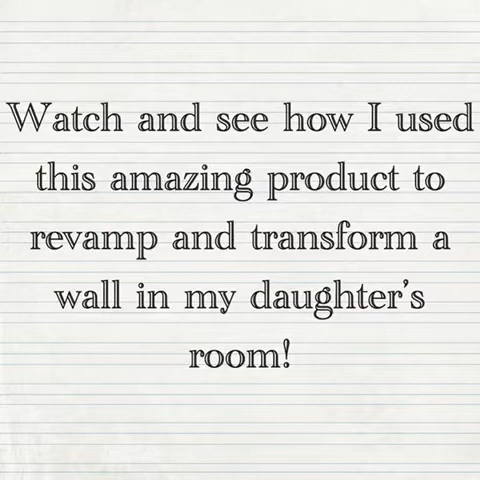 Watch and see how I used
this amazing product to
revamp and transform a
wall in my daughter's
room!